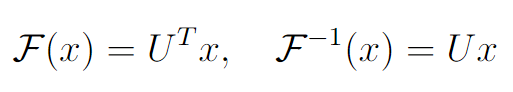 ℱ(x) = Uᵀx,  ℱ⁻¹(x) = Ux